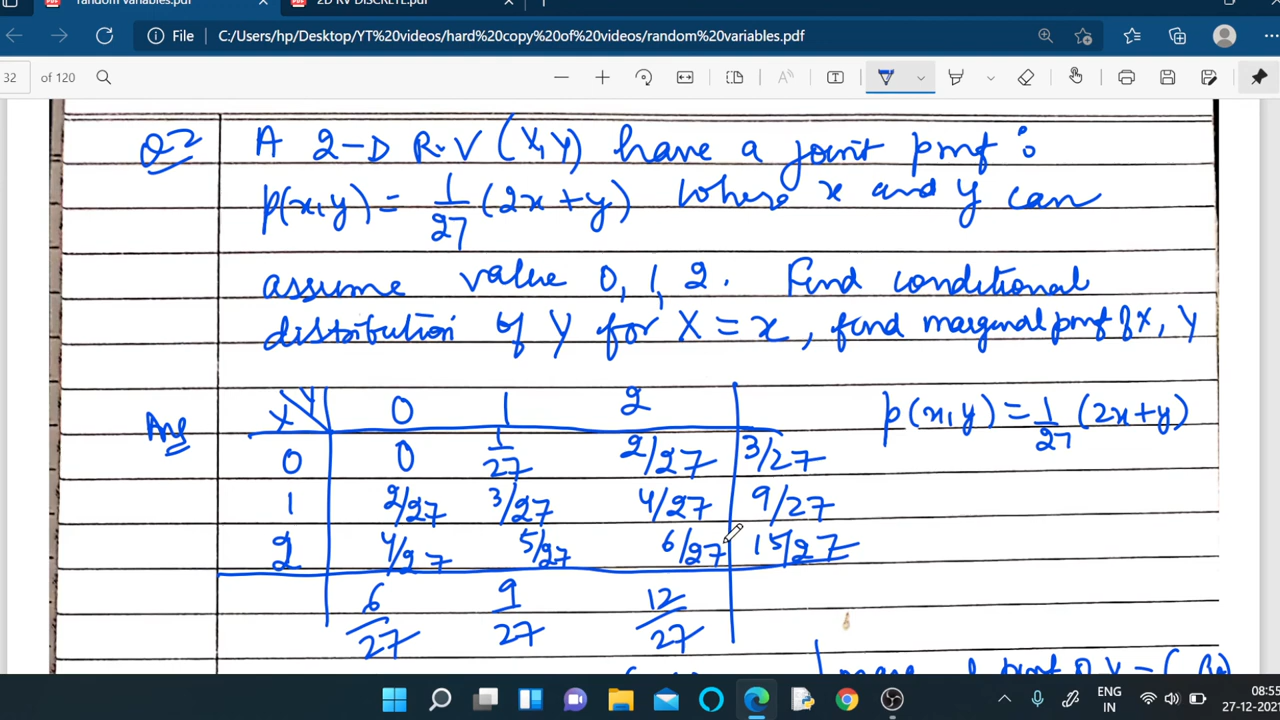 random variables.pdf
2D RV DISCRETE.pdf
File C:/Users/hp/Desktop/YT%20videos/hard%20copy%20of%20videos/random%20variables.pdf
32 of 120
Q2 A 2-D R.V (X,Y) have a joint pmf :
p(x,y) = 1/27 (2x+y) where x and y can
assume value 0, 1, 2. Find conditional
distribution of Y for X = x, find marginal pmf of X, Y
Ans X Y 0 1 2 p(x,y) = 1/27 (2x+y)
0 0 1/27 2/27 3/27
1 2/27 3/27 4/27 9/27
2 4/27 5/27 6/27 15/27
6/27 9/27 12/27
ENG
IN
08:55
27-12-202